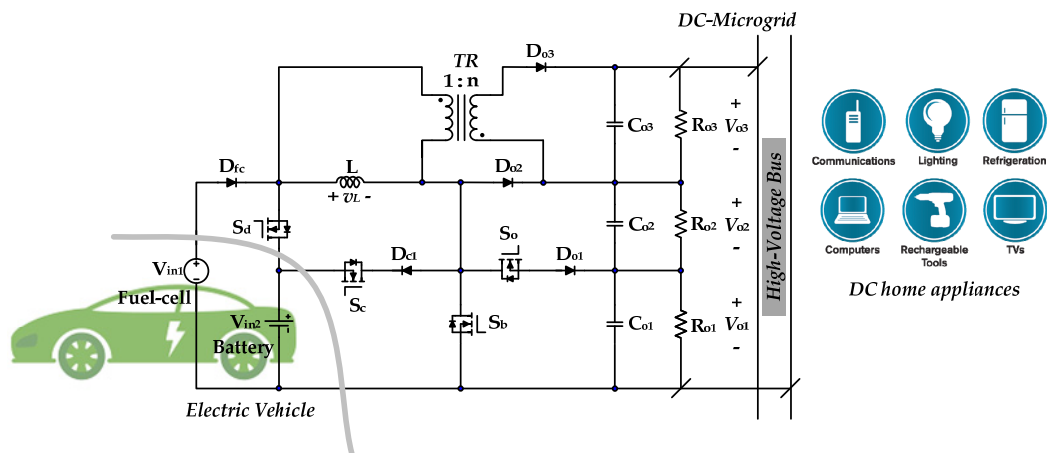 DC-Microgrid
TR
1 : n
Do3
Co3
Ro3
+
Vo3
-
Communications
Lighting
Refrigeration
Dfc
L
+ vL -
Do2
Sd
Co2
Ro2
+
Vo2
-
High-Voltage Bus
Computers
Rechargeable
Tools
TVs
Dc1
So
Do1
Vin1
+
-
Fuel-cell
Sc
DC home appliances
Vin2
+
-
Battery
Sb
Co1
Ro1
+
Vo1
-
Electric Vehicle